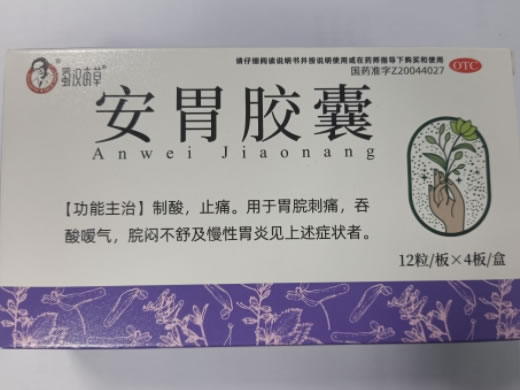 蜀汉本草®
请仔细阅读说明书并按说明使用或在药师指导下购买和使用
国药准字Z20044027
OTC
安胃胶囊
Anwei Jiaonang
【功能主治】制酸，止痛。用于胃脘刺痛，吞
酸嗳气，脘闷不舒及慢性胃炎见上述症状者。
12粒/板×4板/盒